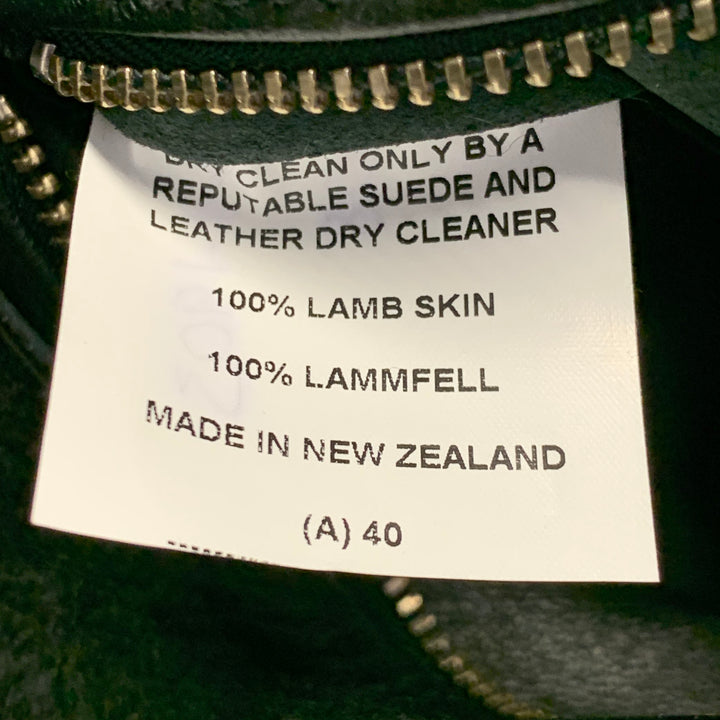 DRY CLEAN ONLY BY A
REPUTABLE SUEDE AND
LEATHER DRY CLEANER
100% LAMB SKIN
100% LAMMFELL
MADE IN NEW ZEALAND
(A) 40